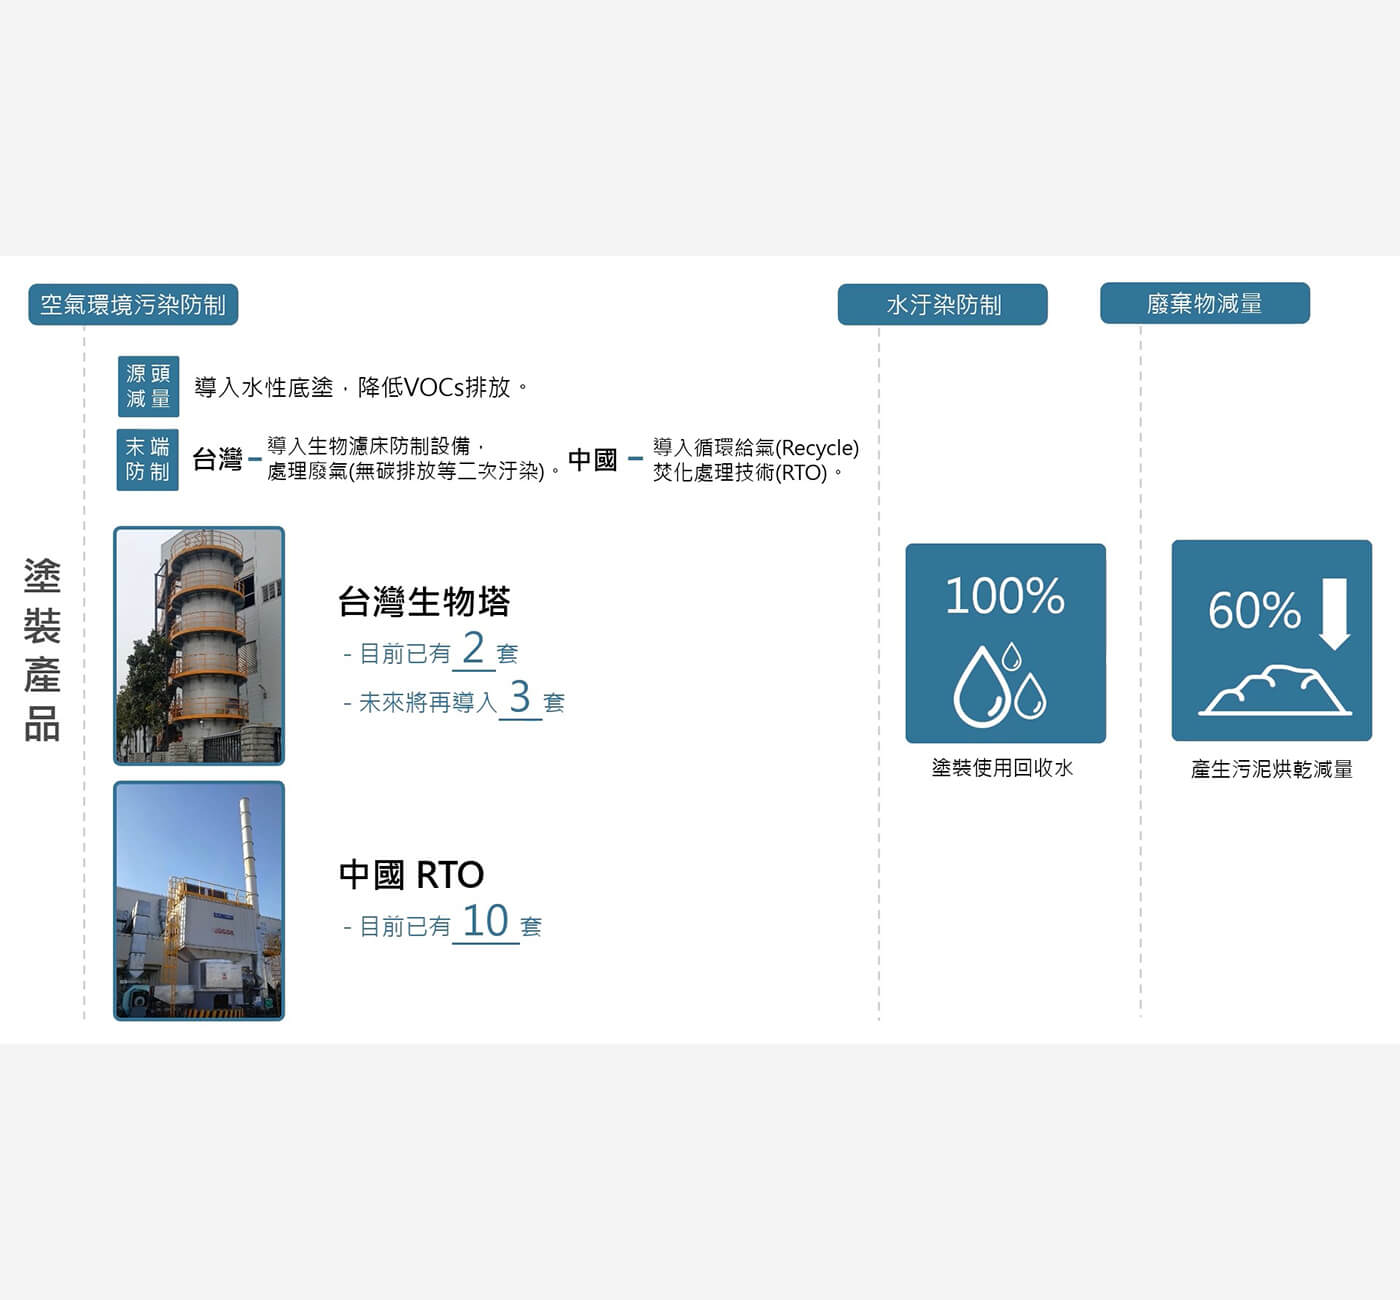 空氣環境污染防制
水汙染防制
廢棄物減量
源頭
減量
導入水性底塗，降低VOCs排放。
末端
防制
台灣－
導入生物濾床防制設備，
處理廢氣(無碳排放等二次汙染)。
中國－
導入循環給氣(Recycle)
焚化處理技術(RTO)。
塗裝產品
台灣生物塔
- 目前已有 2 套
- 未來將再導入 3 套
中國 RTO
- 目前已有 10 套
100%
塗裝使用回收水
60%
產生污泥烘乾減量